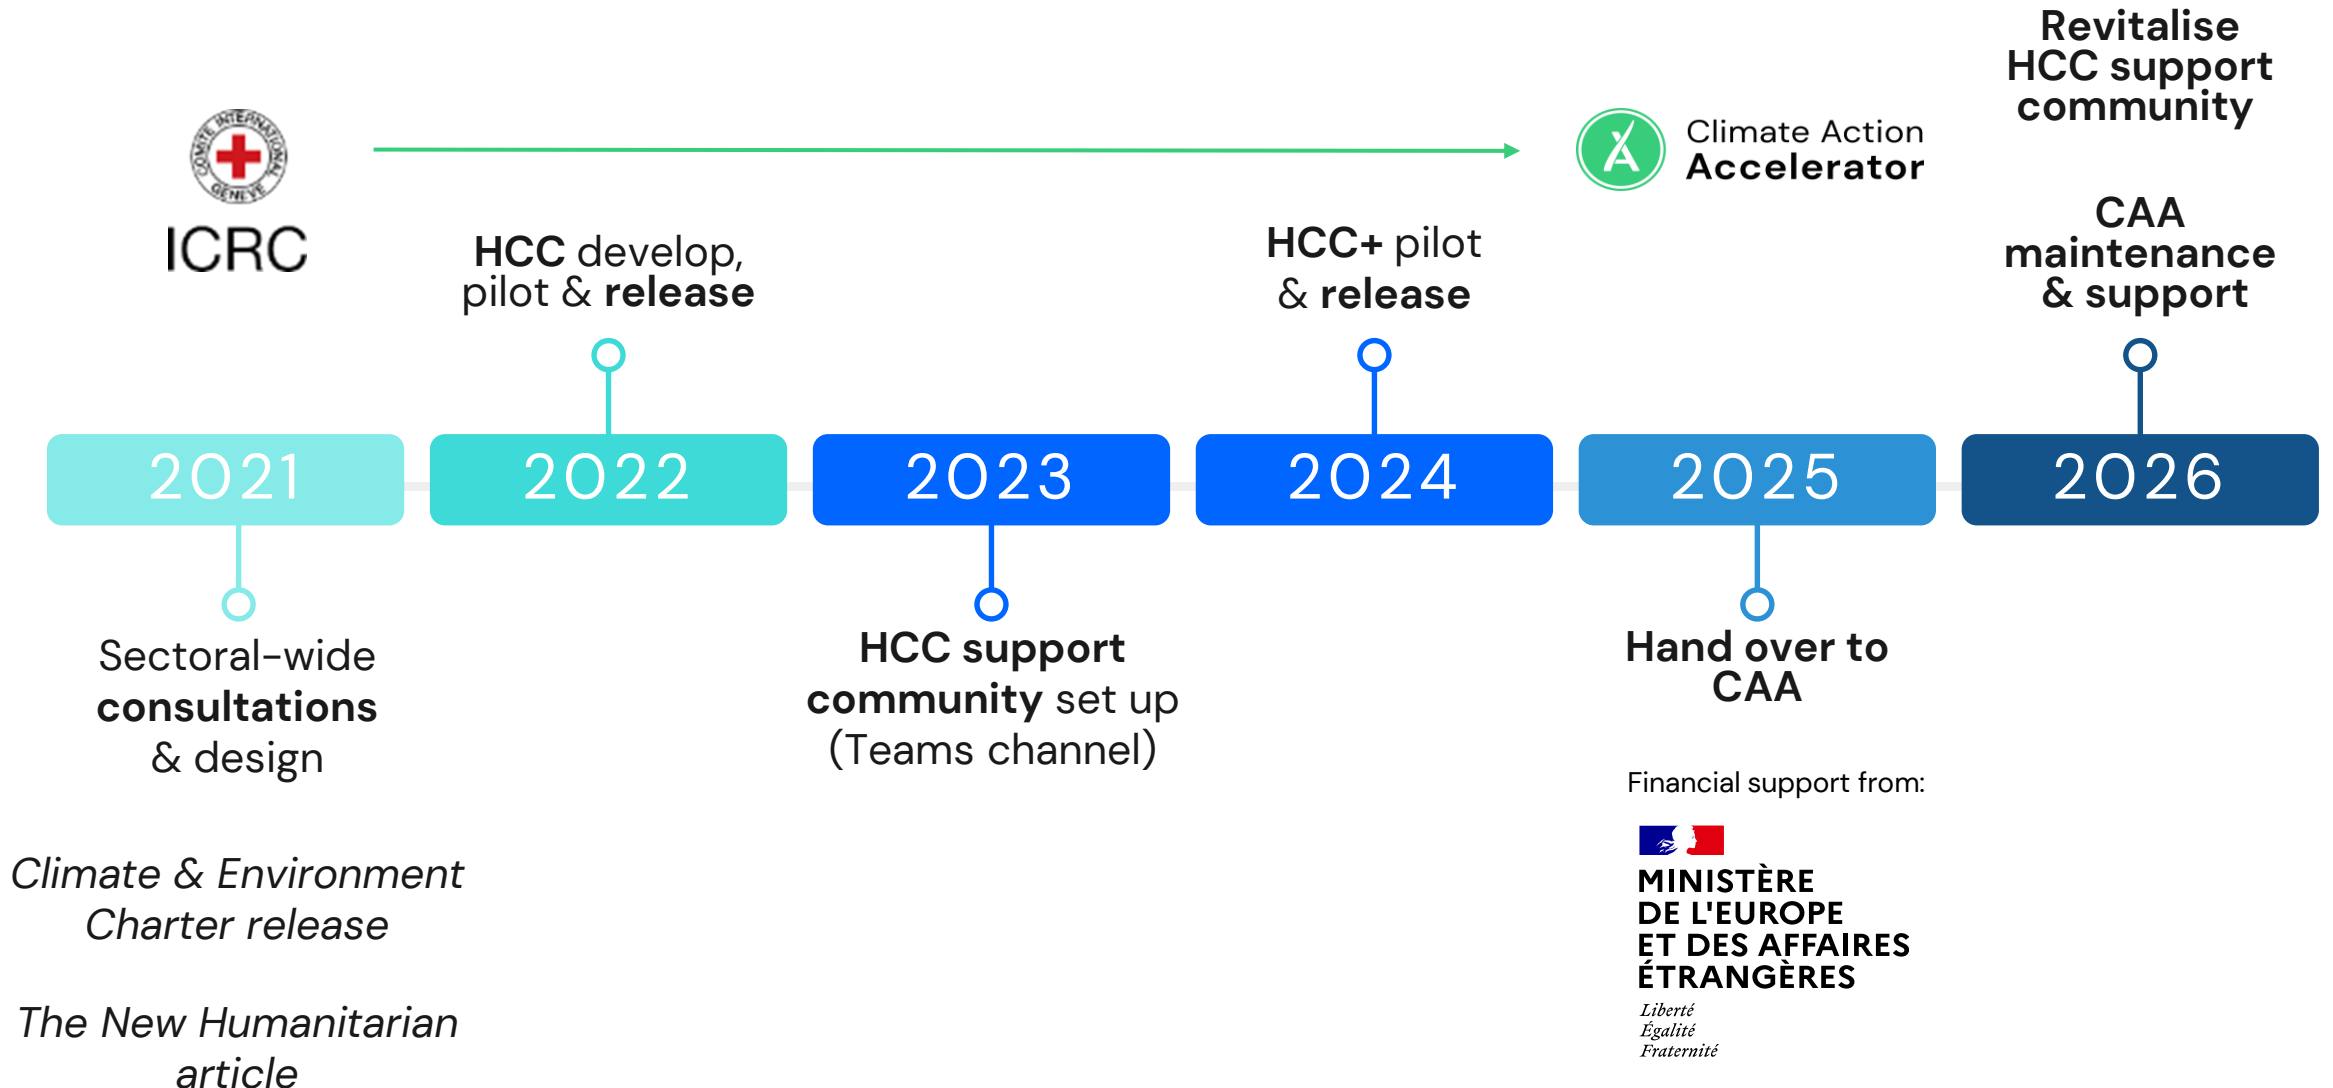 COMITE INTERNATIONAL
GENEVE
ICRC
Climate Action
Accelerator
Revitalise
HCC support
community
CAA
maintenance
& support
HCC develop,
pilot & release
HCC+ pilot
& release
2021
2022
2023
2024
2025
2026
Sectoral-wide
consultations
& design
HCC support
community set up
(Teams channel)
Hand over to
CAA
Climate & Environment
Charter release
The New Humanitarian
article
Financial support from:
MINISTÈRE
DE L'EUROPE
ET DES AFFAIRES
ÉTRANGÈRES
Liberté
Égalité
Fraternité